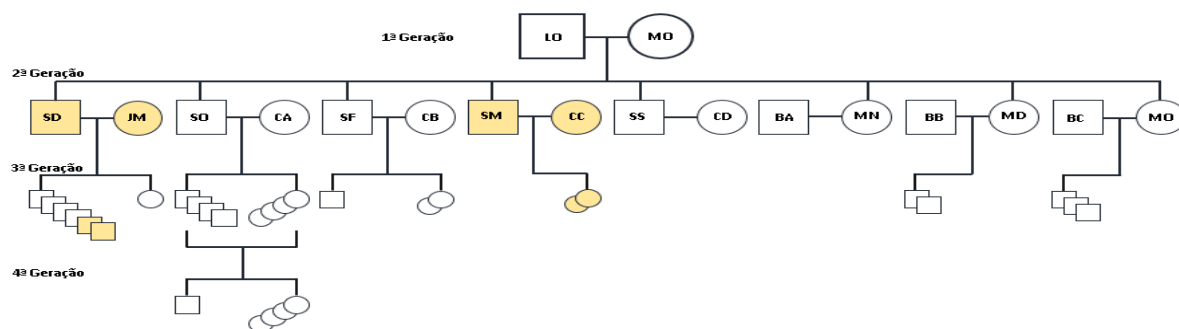 1ª Geração
LO MO
2ª Geração
SD JM SO CA SF CB SM CC SS CD BA MN BB MD BC MO
3ª Geração
4ª Geração